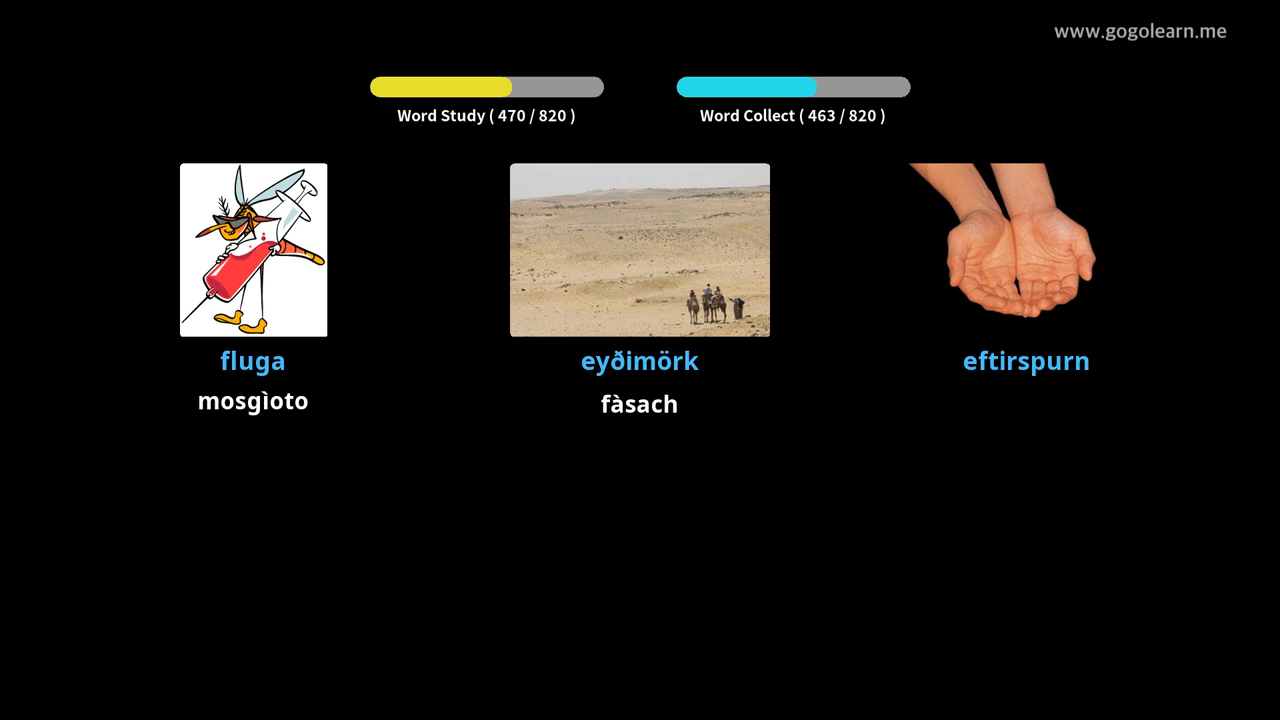 www.gogolearn.me
Word Study ( 470 / 820 )
Word Collect ( 463 / 820 )
fluga
eyðimörk
eftirspurn
mosgìoto
fàsach